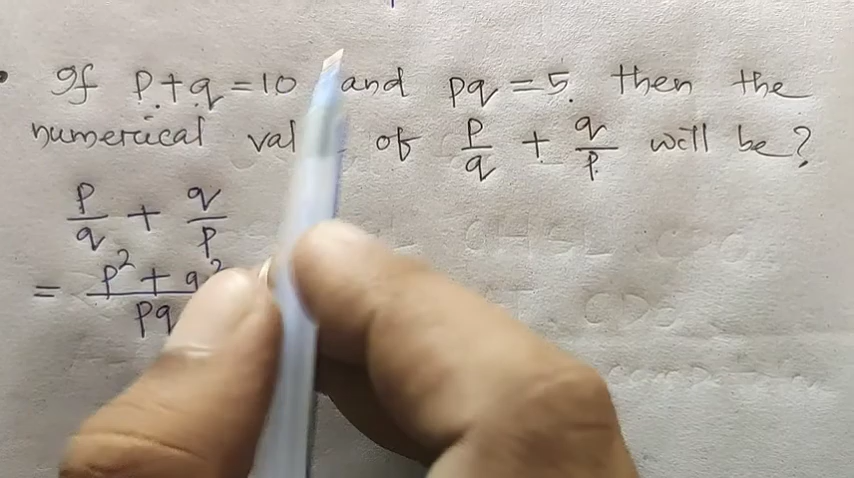 If p+q=10 and pq=5. then the
numerical val of p/q + q/p will be?
p/q + q/p
= p²+q²/pq